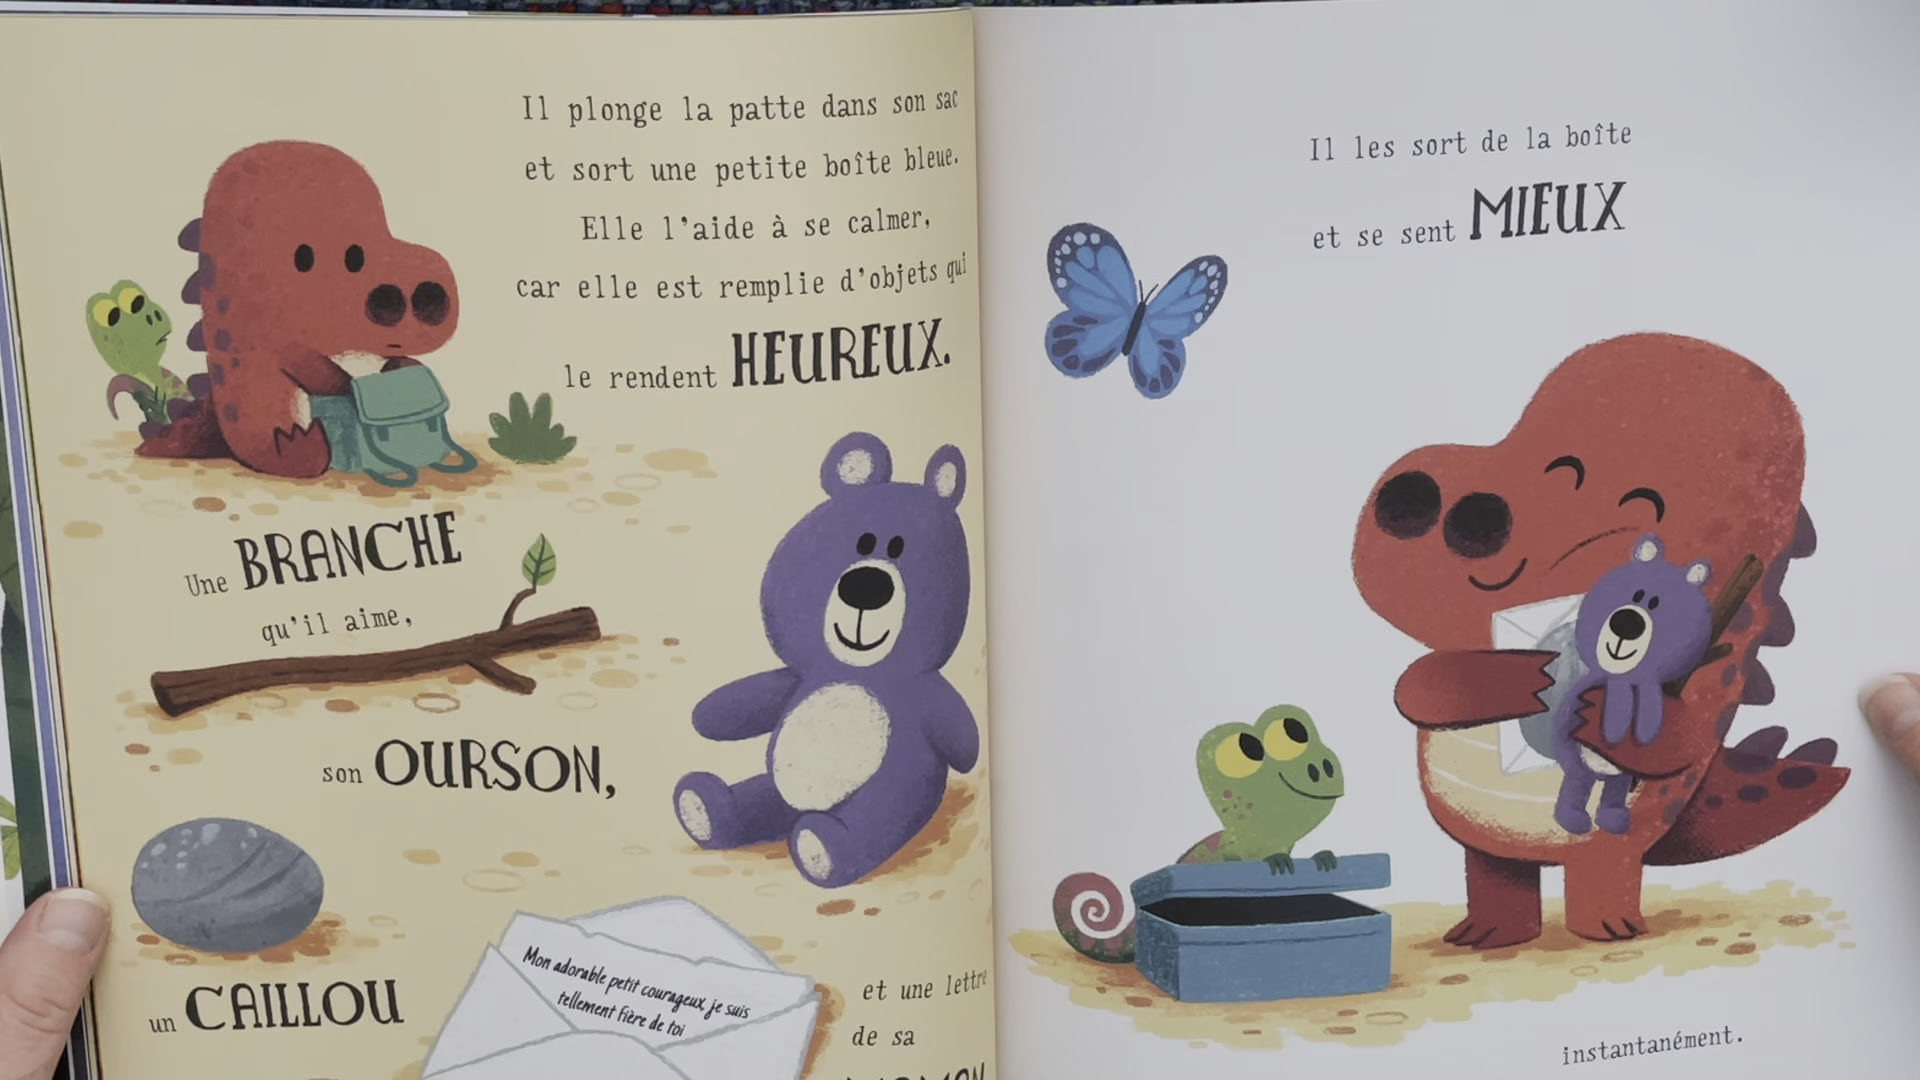 Il plonge la patte dans son sac
et sort une petite boîte bleue.
Elle l'aide à se calmer,
car elle est remplie d'objets qui
le rendent HEUREUX.
Une BRANCHE
qu'il aime,
son OURSON,
un CAILLOU
Mon adorable petit courageux, je suis
tellement fière de toi
et une lettre
de sa
Il les sort de la boîte
et se sent MIEUX
instantanément.